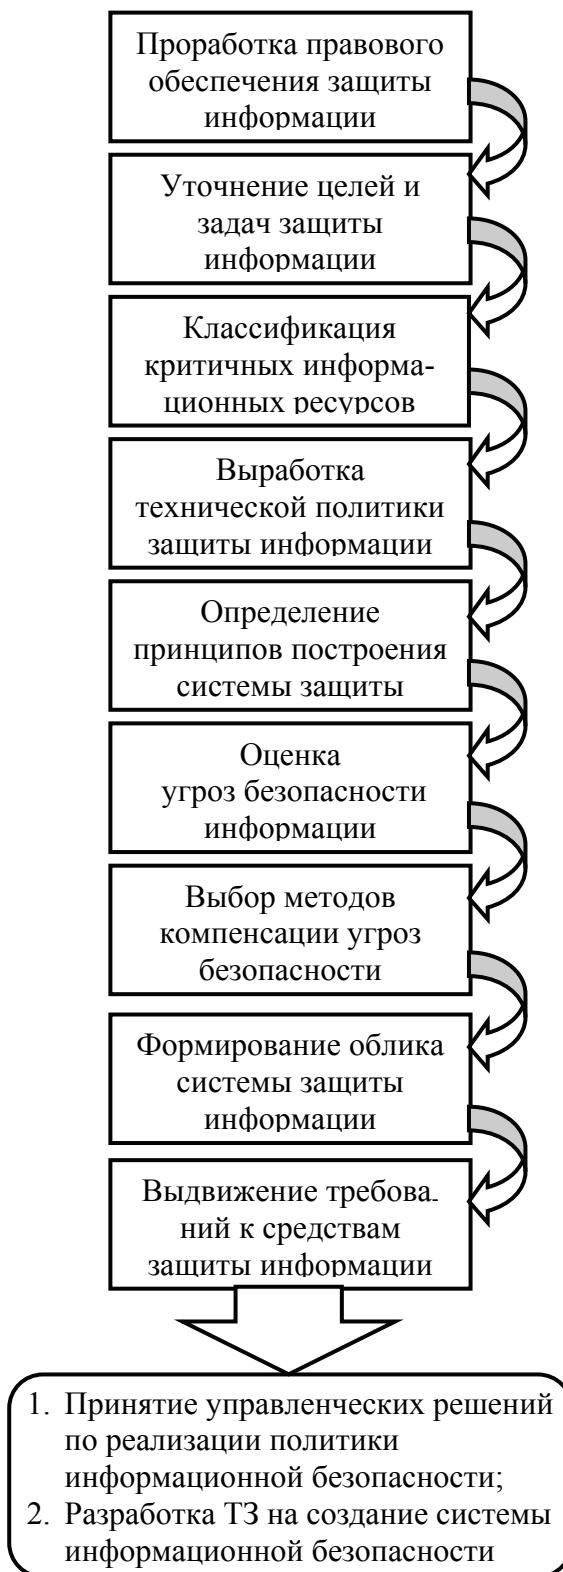 Проработка правового
обеспечения защиты
информации
Уточнение целей и
задач защиты
информации
Классификация
критичных информа-
ционных ресурсов
Выработка
технической политики
защиты информации
Определение
принципов построения
системы защиты
Оценка
угроз безопасности
информации
Выбор методов
компенсации угроз
безопасности
Формирование облика
системы защиты
информации
Выдвижение требова-
ний к средствам
защиты информации
1. Принятие управленческих решений
по реализации политики
информационной безопасности;
2. Разработка ТЗ на создание системы
информационной безопасности